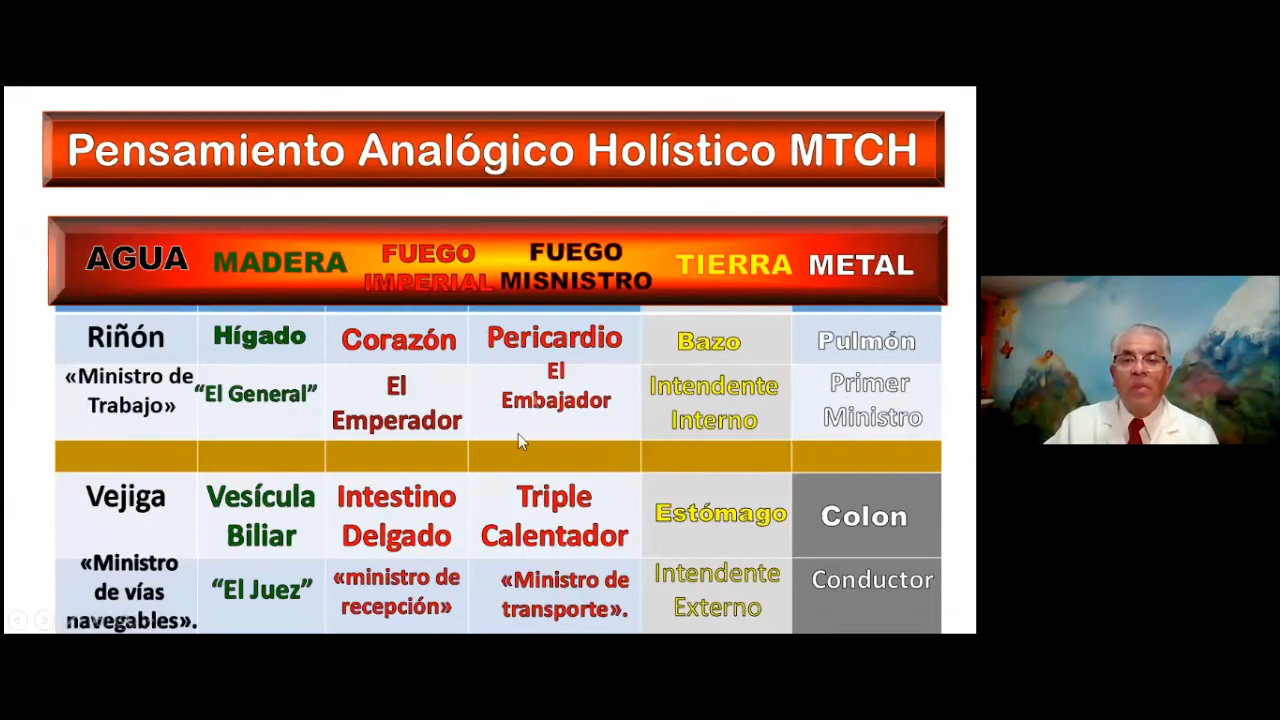 Pensamiento Analógico Holístico MTCH
AGUA
MADERA
FUEGO
IMPERIAL
FUEGO
MISNISTRO
TIERRA
METAL
Riñón
Hígado
Corazón
Pericardio
Bazo
Pulmón
«Ministro de
Trabajo»
“El General”
El
Emperador
El
Embajador
Intendente
Interno
Primer
Ministro
Vejiga
Vesícula
Biliar
Intestino
Delgado
Triple
Calentador
Estómago
Colon
«Ministro
de vías
navegables».
“El Juez”
«ministro de
recepción»
«Ministro de
transporte».
Intendente
Externo
Conductor